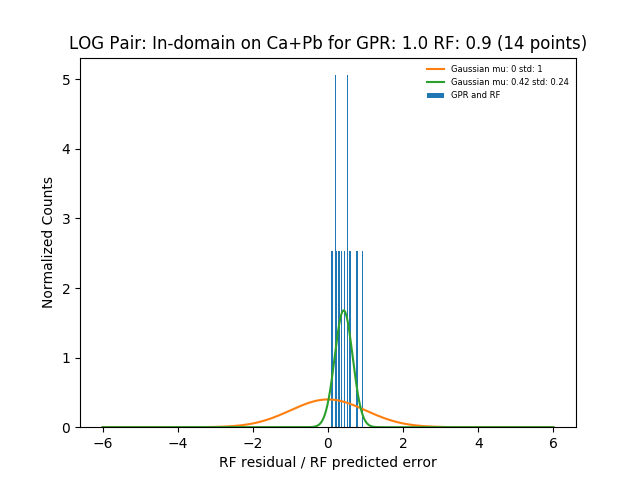 LOG Pair: In-domain on Ca+Pb for GPR: 1.0 RF: 0.9 (14 points)
Gaussian mu: 0 std: 1
Gaussian mu: 0.42 std: 0.24
GPR and RF
Normalized Counts
5
4
3
2
1
0
−6 −4 −2 0 2 4 6
RF residual / RF predicted error